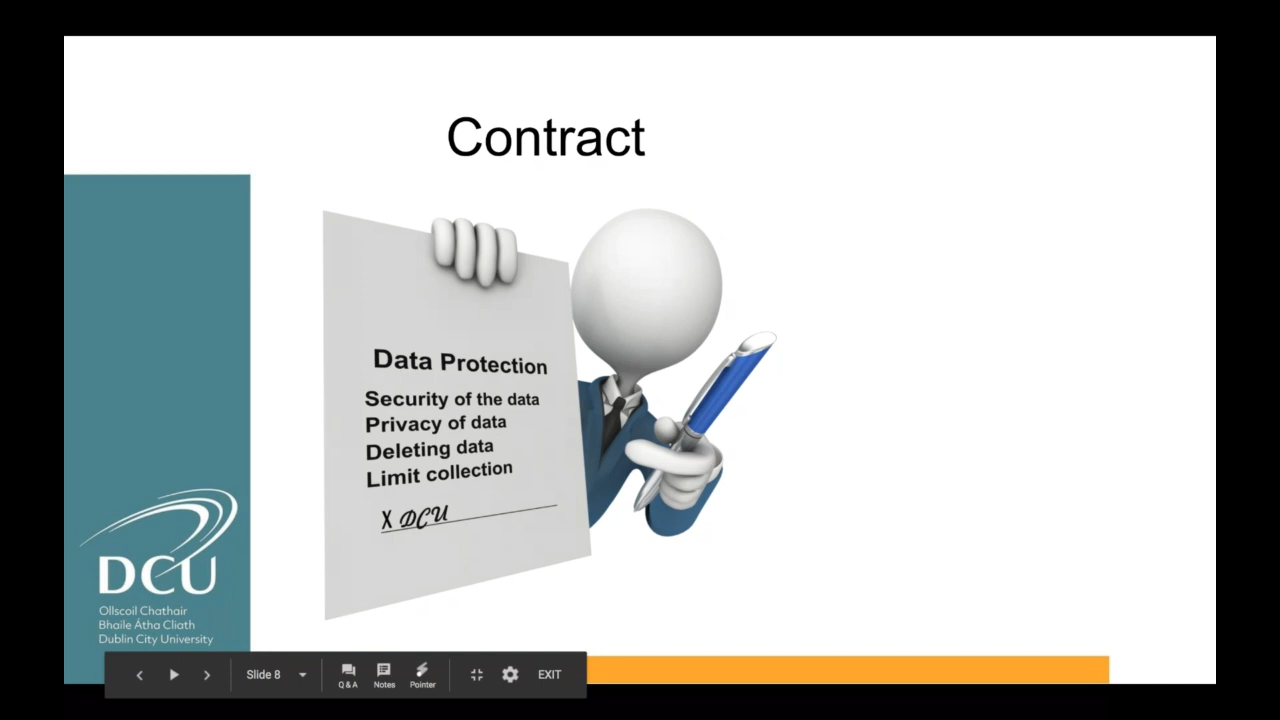 Contract
Data Protection
Security of the data
Privacy of data
Deleting data
Limit collection
X DCU
DCU
Ollscoil Chathair
Bhaile Átha Cliath
Dublin City University
Slide 8
Q & A
Notes
Pointer
EXIT